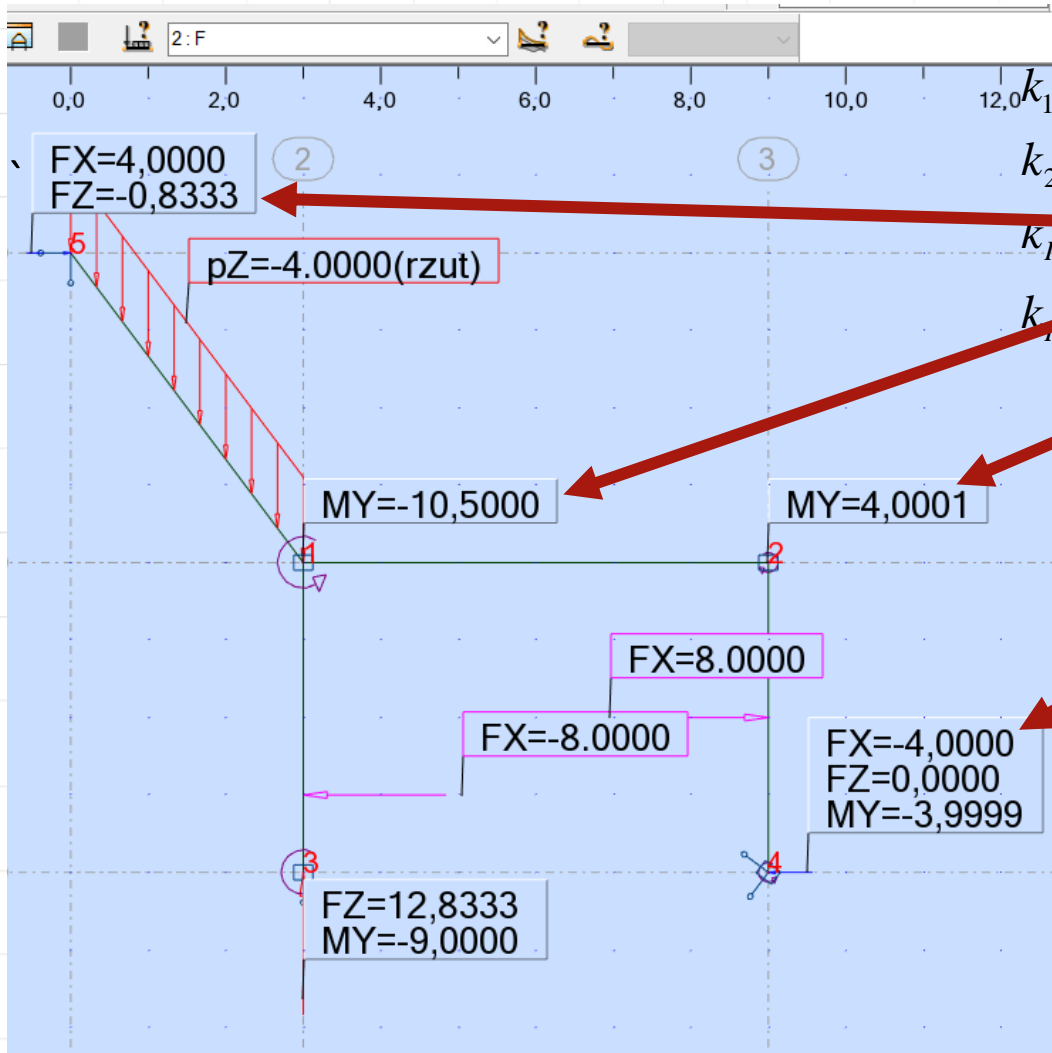 2 : F
0,0 2,0 4,0 6,0 8,0 10,0 12,0
k1
k2
FX=4,0000
FZ=-0,8333
2
3
5
pZ=-4.0000(rzut)
MY=-10,5000
MY=4,0001
1
2
FX=8.0000
FX=-8.0000
FX=-4,0000
FZ=0,0000
MY=-3,9999
3
4
FZ=12,8333
MY=-9,0000